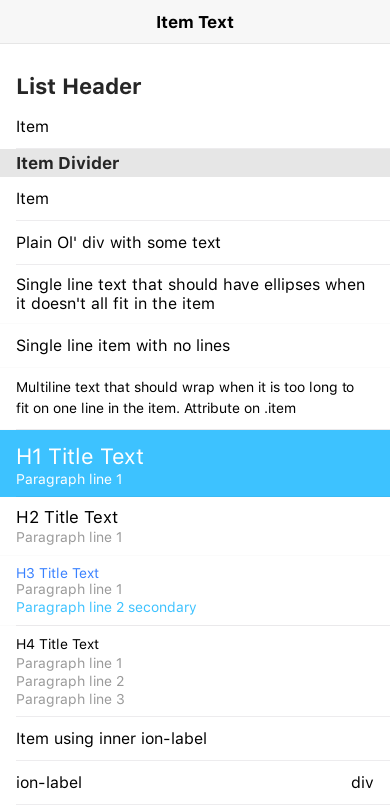 Item Text
List Header
Item
Item Divider
Item
Plain Ol' div with some text
Single line text that should have ellipses when
it doesn't all fit in the item
Single line item with no lines
Multiline text that should wrap when it is too long to
fit on one line in the item. Attribute on .item
H1 Title Text
Paragraph line 1
H2 Title Text
Paragraph line 1
H3 Title Text
Paragraph line 1
Paragraph line 2 secondary
H4 Title Text
Paragraph line 1
Paragraph line 2
Paragraph line 3
Item using inner ion-label
ion-label div